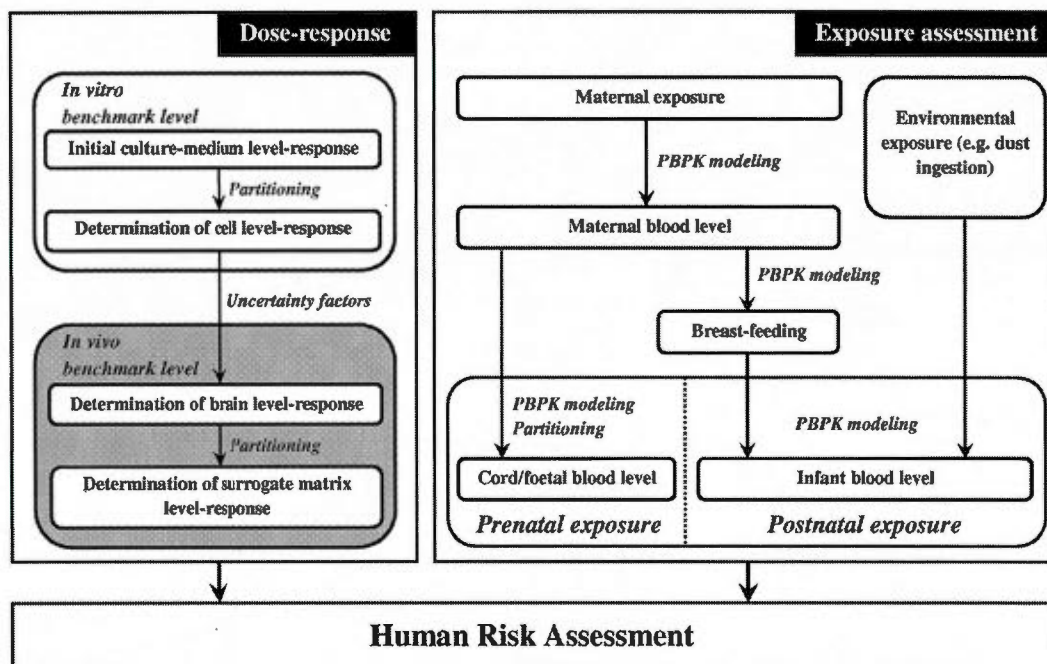 Dose-response
In vitro
benchmark level
Initial culture-medium level-response
Partitioning
Determination of cell level-response
Uncertainty factors
In vivo
benchmark level
Determination of brain level-response
Partitioning
Determination of surrogate matrix
level-response
Exposure assessment
Maternal exposure
PBPK modeling
Maternal blood level
PBPK modeling
Breast-feeding
Environmental
exposure (e.g. dust
ingestion)
PBPK modeling
Partitioning
Cord/foetal blood level
Prenatal exposure
PBPK modeling
Infant blood level
Postnatal exposure
Human Risk Assessment